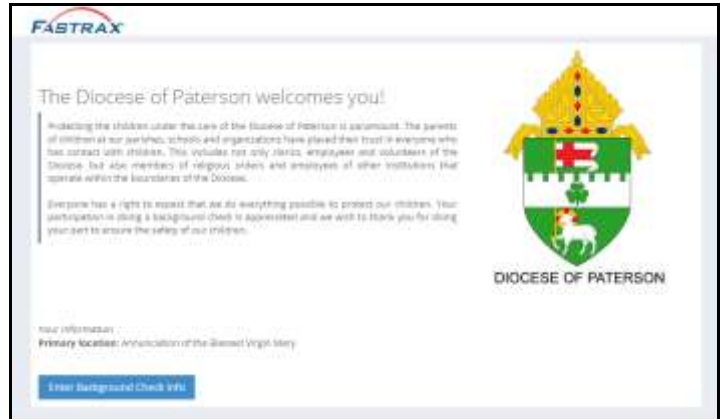 FASTRAX
The Diocese of Paterson welcomes you!
Protecting the children under the care of the Diocese of Paterson is paramount. The parents
of children at our parishes, schools and organizations have placed their trust in everyone who
has contact with children. This includes not only clerics, employees and volunteers of the
Diocese, but also members of religious orders and employees of other institutions that
operate within the boundaries of the Diocese.
Everyone has a right to expect that we do everything possible to protect our children. Your
participation in doing a background check is appreciated and we wish to thank you for doing
your part to ensure the safety of our children.
DIOCESE OF PATERSON
Your information
Primary location: Annunciation of the Blessed Virgin Mary
Enter Background Check Info